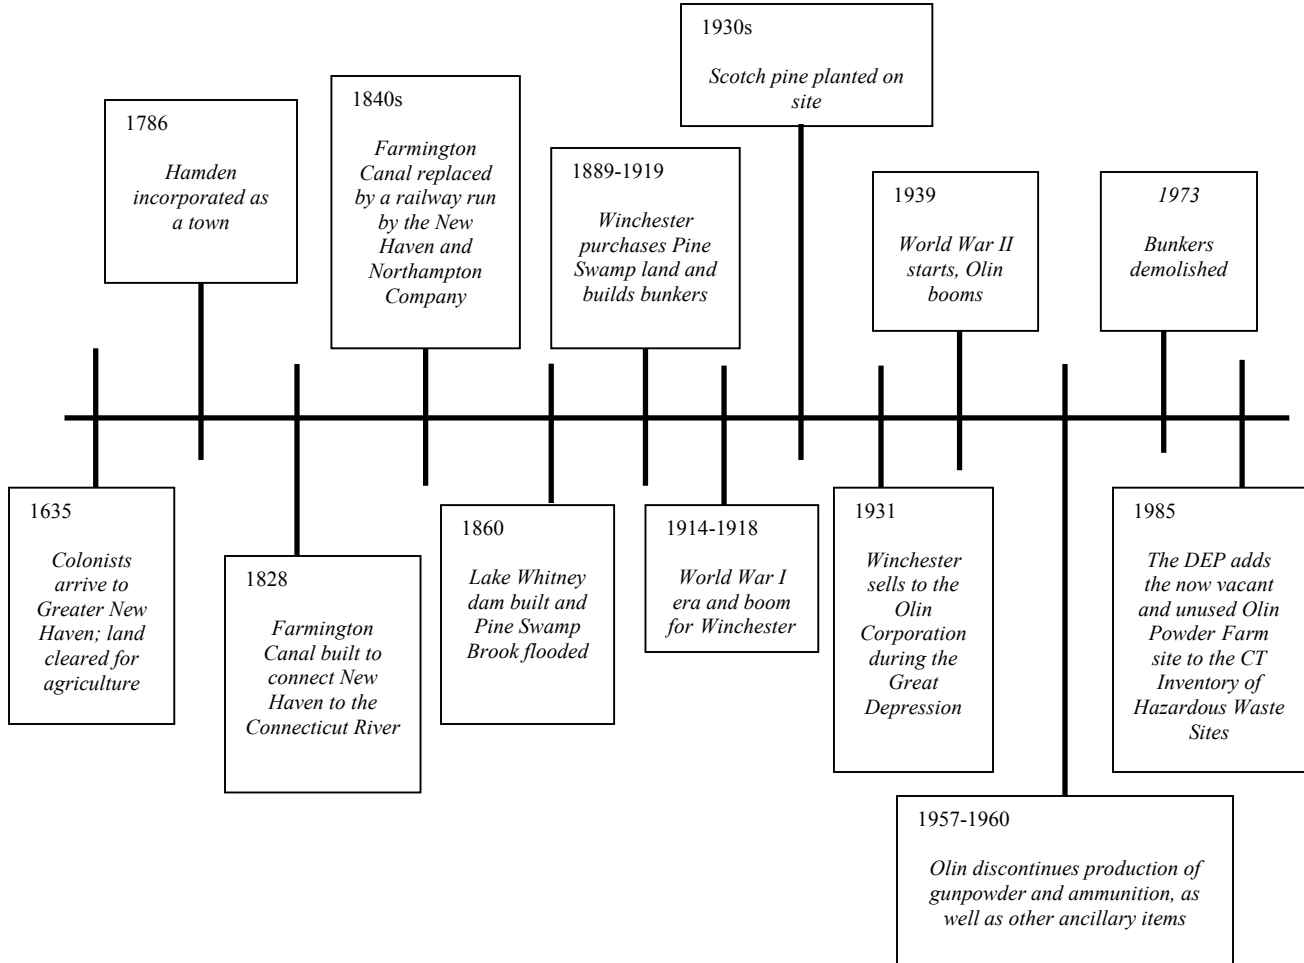 1635
Colonists
arrive to
Greater New
Haven; land
cleared for
agriculture
1786
Hamden
incorporated as
a town
1828
Farmington
Canal built to
connect New
Haven to the
Connecticut River
1840s
Farmington
Canal replaced
by a railway run
by the New
Haven and
Northampton
Company
1860
Lake Whitney
dam built and
Pine Swamp
Brook flooded
1889-1919
Winchester
purchases Pine
Swamp land and
builds bunkers
1914-1918
World War I
era and boom
for Winchester
1930s
Scotch pine planted on
site
1931
Winchester
sells to the
Olin
Corporation
during the
Great
Depression
1939
World War II
starts, Olin
booms
1957-1960
Olin discontinues production of
gunpowder and ammunition, as
well as other ancillary items
1973
Bunkers
demolished
1985
The DEP adds
the now vacant
and unused Olin
Powder Farm
site to the CT
Inventory of
Hazardous Waste
Sites